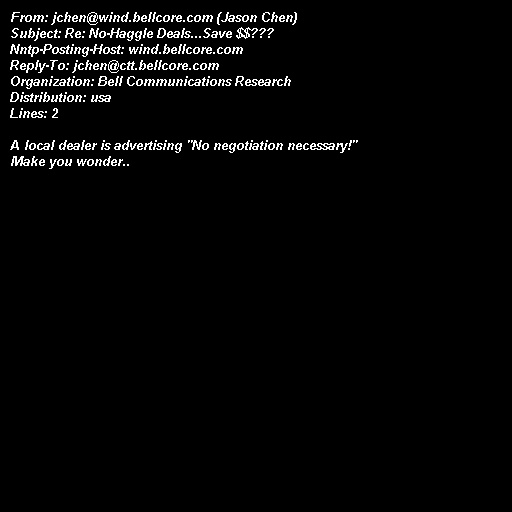 From: jchen@wind.bellcore.com (Jason Chen)
Subject: Re: No-Haggle Deals...Save $$???
Nntp-Posting-Host: wind.bellcore.com
Reply-To: jchen@ctt.bellcore.com
Organization: Bell Communications Research
Distribution: usa
Lines: 2

A local dealer is advertising "No negotiation necessary!"
Make you wonder..